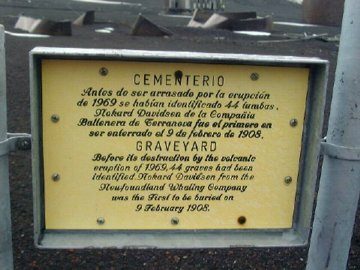 CEMENTERIO
Antes de ser arrasado por la erupción
de 1969 se habían identificado 44 tumbas.
Nokard Davidsen de la Compañia
Ballenera de Terranova fue el primero en
ser enterrado el 9 de febrero de 1908.
GRAVEYARD
Before its destruction by the volcanic
eruption of 1969, 44 graves had been
identified. Nokard Davidsen from the
Newfoundland Whaling Company
was the First to be buried on
9 February 1908.